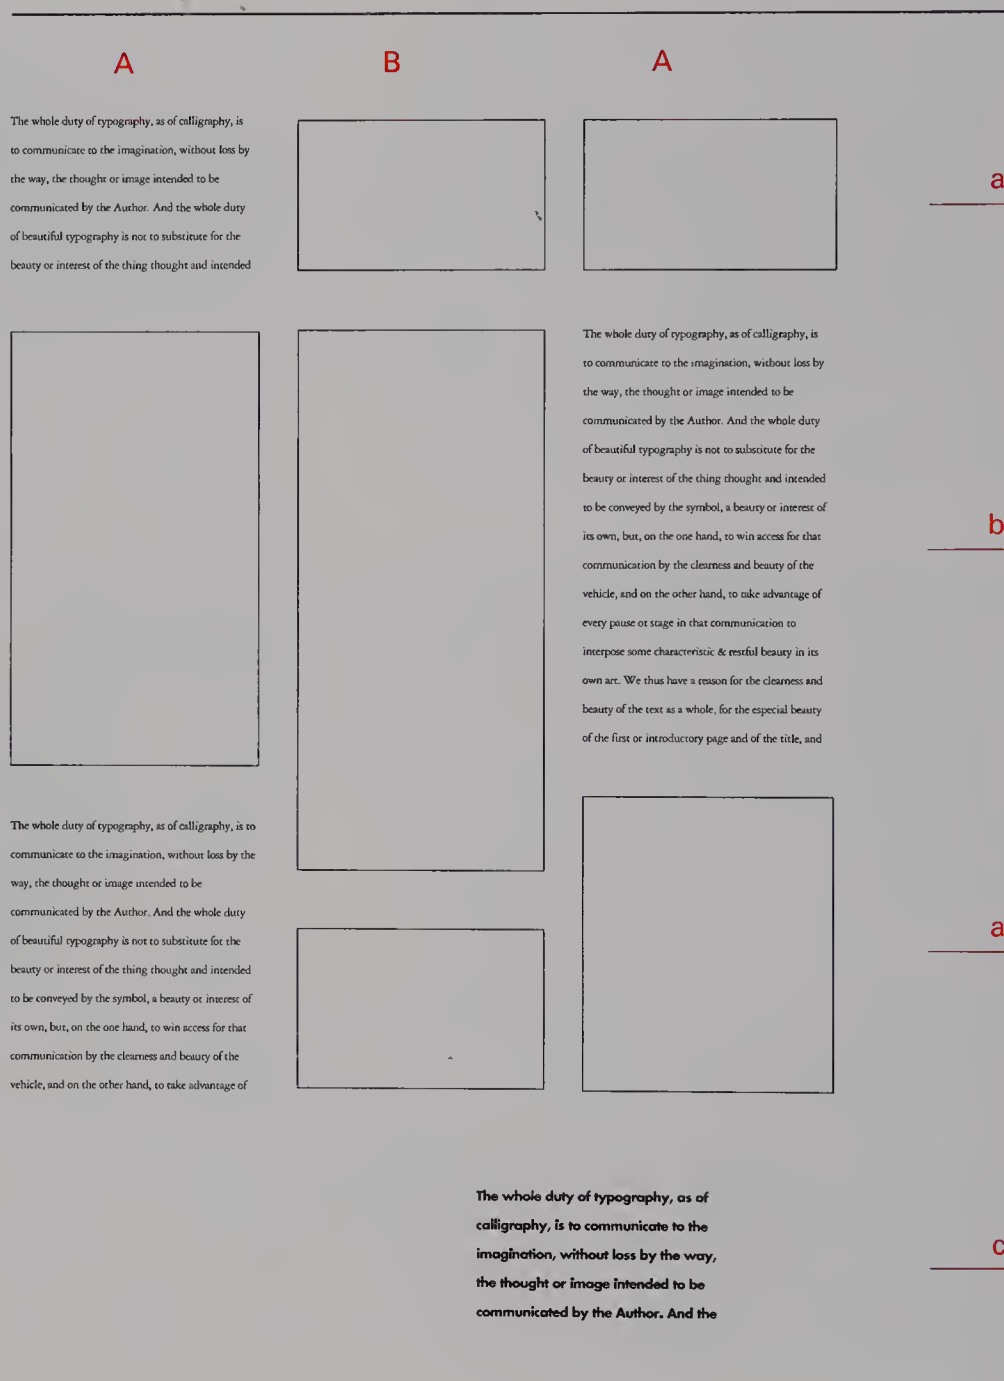 A
B
A
The whole duty of typography, as of calligraphy, is
to communicate to the imagination, without loss by
the way, the thought or image intended to be
communicated by the Author. And the whole duty
of beautiful typography is not to substitute for the
beauty or interest of the thing thought and intended
a
The whole duty of typography, as of calligraphy, is
to communicate to the imagination, without loss by
the way, the thought or image intended to be
communicated by the Author. And the whole duty
of beautiful typography is not to substitute for the
beauty or interest of the thing thought and intended
to be conveyed by the symbol, a beauty or interest of
its own, but, on the one hand, to win access for that
communication by the clearness and beauty of the
vehicle, and on the other hand, to take advantage of
every pause or stage in that communication to
interpose some characteristic & restful beauty in its
own art. We thus have a reason for the clearness and
beauty of the text as a whole, for the especial beauty
of the first or introductory page and of the title, and
b
The whole duty of typography, as of calligraphy, is to
communicate to the imagination, without loss by the
way, the thought or image intended to be
communicated by the Author. And the whole duty
of beautiful typography is not to substitute for the
beauty or interest of the thing thought and intended
to be conveyed by the symbol, a beauty or interest of
its own, but, on the one hand, to win access for that
communication by the clearness and beauty of the
vehicle, and on the other hand, to take advantage of
a
The whole duty of typography, as of
calligraphy, is to communicate to the
imagination, without loss by the way,
the thought or image intended to be
communicated by the Author. And the
c